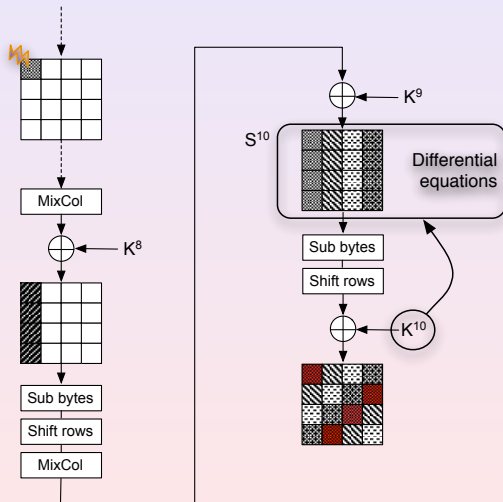 MixCol
K⁸
Sub bytes
Shift rows
MixCol
K⁹
S¹⁰
Differential
equations
Sub bytes
Shift rows
K¹⁰